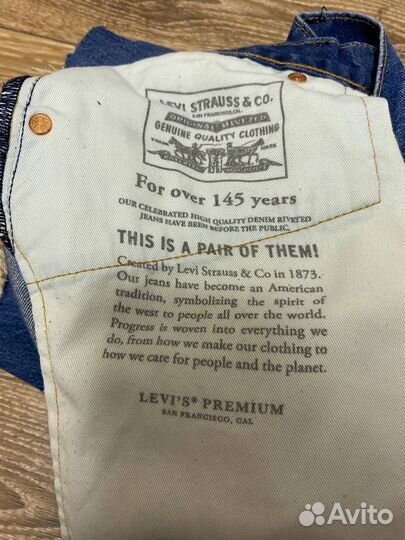 LEVI STRAUSS & CO.
SAN FRANCISCO, CAL.
ORIGINAL RIVETED
GENUINE QUALITY CLOTHING
TRADE MARK
For over 145 years
OUR CELEBRATED HIGH QUALITY DENIM RIVETED
JEANS HAVE BEEN BEFORE THE PUBLIC.
THIS IS A PAIR OF THEM!
Created by Levi Strauss & Co in 1873.
Our jeans have become an American
tradition, symbolizing the spirit of
the west to people all over the world.
Progress is woven into everything we
do, from how we make our clothing to
how we care for people and the planet.
LEVI'S® PREMIUM
SAN FRANCISCO, CAL
Avito